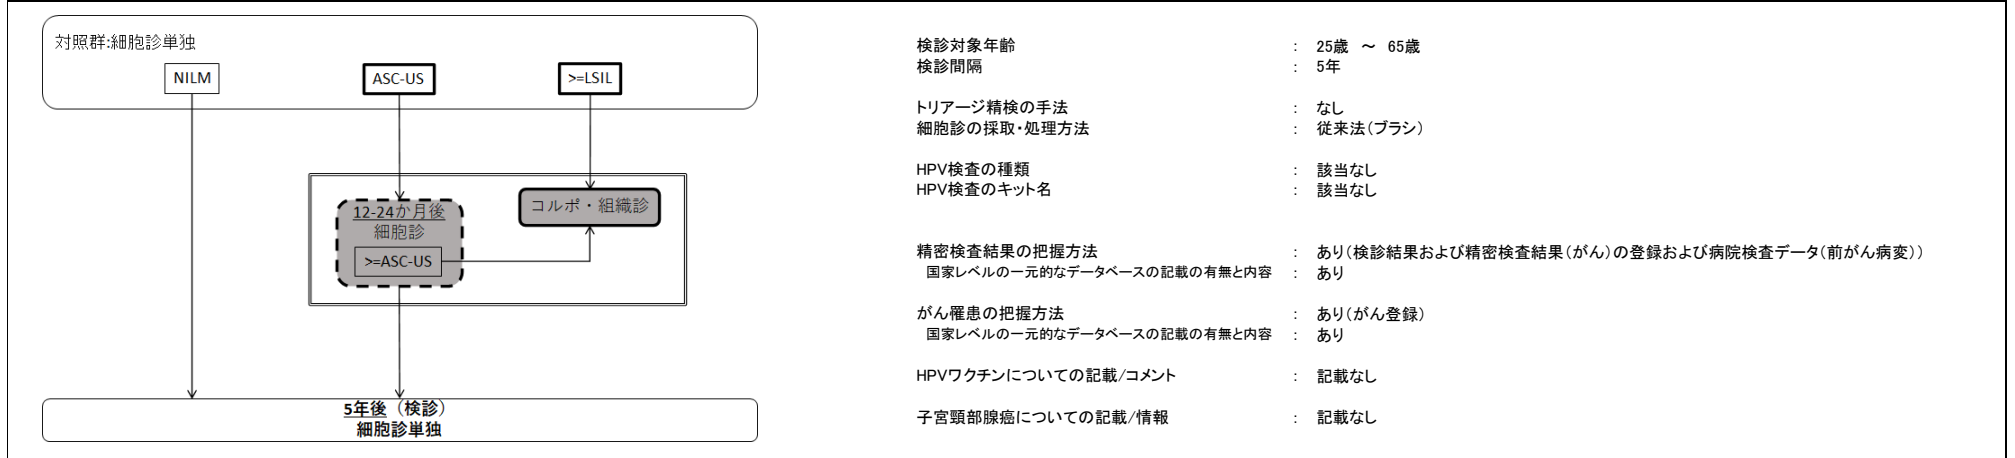 対照群:細胞診単独
NILM
ASC-US
>=LSIL
12-24か月後
細胞診
>=ASC-US
コルポ・組織診
5年後（検診）
細胞診単独
検診対象年齢 : 25歳 ～ 65歳
検診間隔 : 5年
トリアージ精検の手法 : なし
細胞診の採取・処理方法 : 従来法（ブラシ）
HPV検査の種類 : 該当なし
HPV検査のキット名 : 該当なし
精密検査結果の把握方法 : あり（検診結果および精密検査結果（がん）の登録および病院検査データ（前がん病変））
国家レベルの一元的なデータベースの記載の有無と内容 : あり
がん罹患の把握方法 : あり（がん登録）
国家レベルの一元的なデータベースの記載の有無と内容 : あり
HPVワクチンについての記載/コメント : 記載なし
子宮頸部腺癌についての記載/情報 : 記載なし